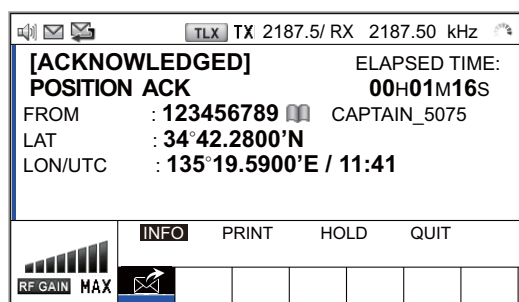 TLX TX 2187.5/ RX 2187.50 kHz
[ACKNOWLEDGED] ELAPSED TIME:
POSITION ACK 00H01M16S
FROM : 123456789 CAPTAIN_5075
LAT : 34°42.2800’N
LON/UTC : 135°19.5900’E / 11:41
INFO PRINT HOLD QUIT
RF GAIN MAX